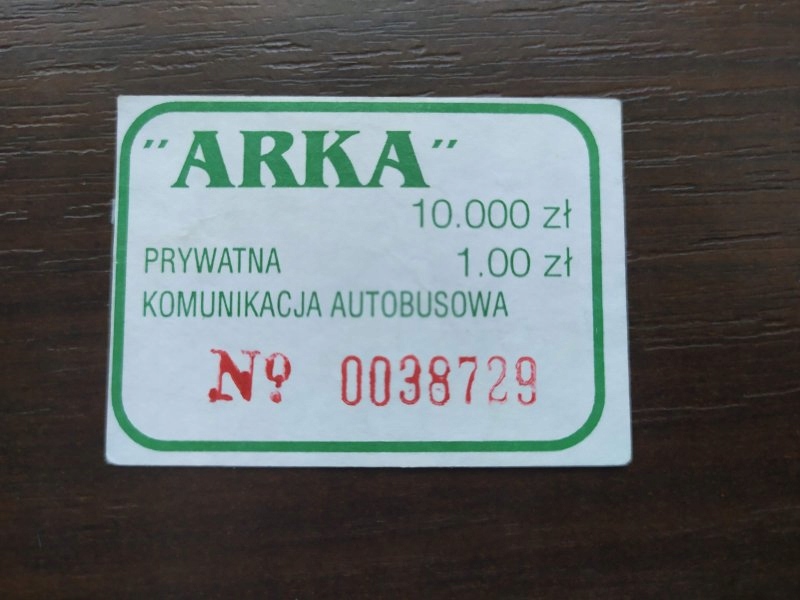 "ARKA"
10.000 zł
PRYWATNA 1.00 zł
KOMUNIKACJA AUTOBUSOWA
Nº 0038729